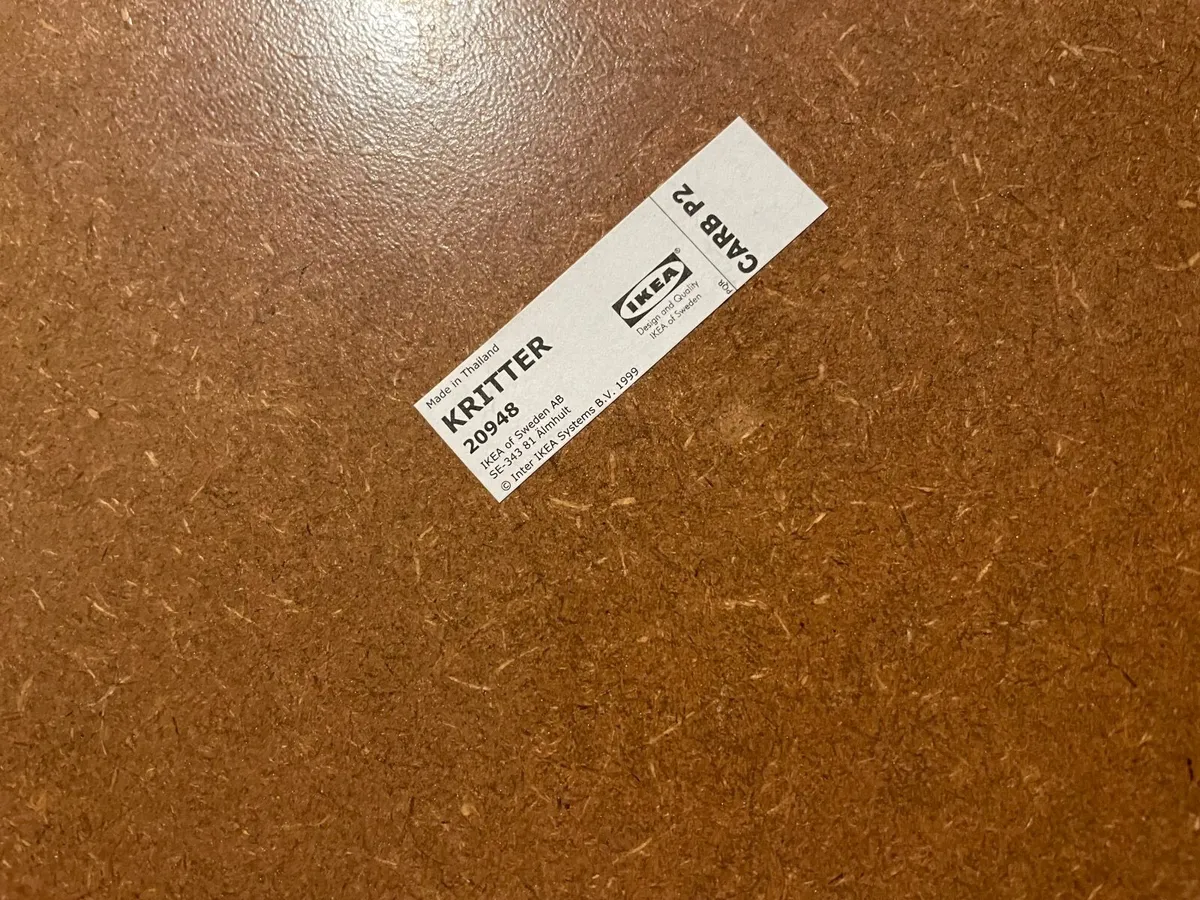 Made in Thailand
KRITTER
20948
IKEA of Sweden AB
SE-343 81 Älmhult
© Inter IKEA Systems B.V. 1999
IKEA®
Design and Quality
IKEA of Sweden
PQR
CARB P2